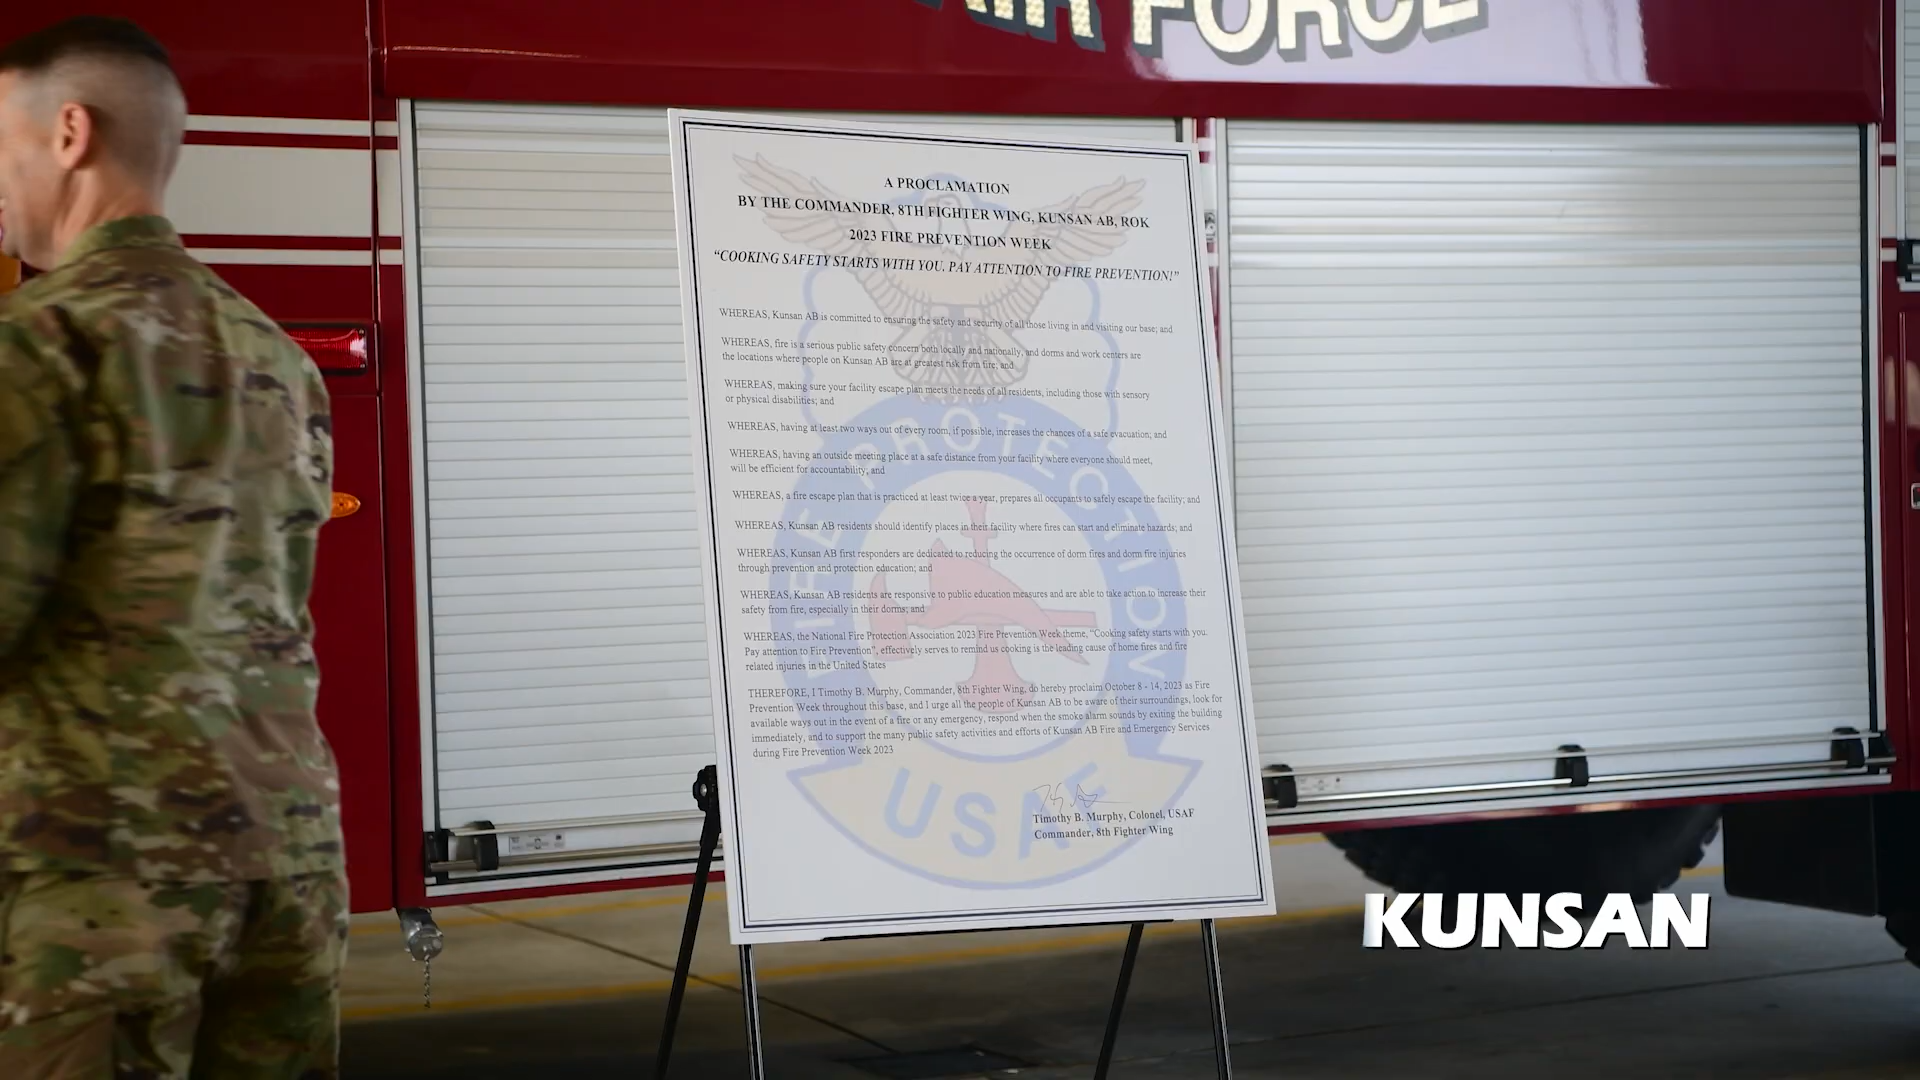 AIR FORCE
A PROCLAMATION
BY THE COMMANDER, 8TH FIGHTER WING, KUNSAN AB, ROK
2023 FIRE PREVENTION WEEK
“COOKING SAFETY STARTS WITH YOU. PAY ATTENTION TO FIRE PREVENTION!”
WHEREAS, Kunsan AB is committed to ensuring the safety and security of all those living in and visiting our base; and
WHEREAS, fire is a serious public safety concern both locally and nationally, and dorms and work centers are
the locations where people on Kunsan AB are at greatest risk from fire; and
WHEREAS, making sure your facility escape plan meets the needs of all residents, including those with sensory
or physical disabilities; and
WHEREAS, having at least two ways out of every room, if possible, increases the chances of a safe evacuation; and
WHEREAS, having an outside meeting place at a safe distance from your facility where everyone should meet,
will be efficient for accountability; and
WHEREAS, a fire escape plan that is practiced at least twice a year, prepares all occupants to safely escape the facility; and
WHEREAS, Kunsan AB residents should identify places in their facility where fires can start and eliminate hazards; and
WHEREAS, Kunsan AB first responders are dedicated to reducing the occurrence of dorm fires and dorm fire injuries
through prevention and protection education; and
WHEREAS, Kunsan AB residents are responsive to public education measures and are able to take action to increase their
safety from fire, especially in their dorms; and
WHEREAS, the National Fire Protection Association 2023 Fire Prevention Week theme, “Cooking safety starts with you.
Pay attention to Fire Prevention”, effectively serves to remind us cooking is the leading cause of home fires and fire
related injuries in the United States
THEREFORE, I Timothy B. Murphy, Commander, 8th Fighter Wing, do hereby proclaim October 8 - 14, 2023 as Fire
Prevention Week throughout this base, and I urge all the people of Kunsan AB to be aware of their surroundings, look for
available ways out in the event of a fire or any emergency, respond when the smoke alarm sounds by exiting the building
immediately, and to support the many public safety activities and efforts of Kunsan AB Fire and Emergency Services
during Fire Prevention Week 2023
Timothy B. Murphy, Colonel, USAF
Commander, 8th Fighter Wing
FIRE PROTECTION
USAF
KUNSAN